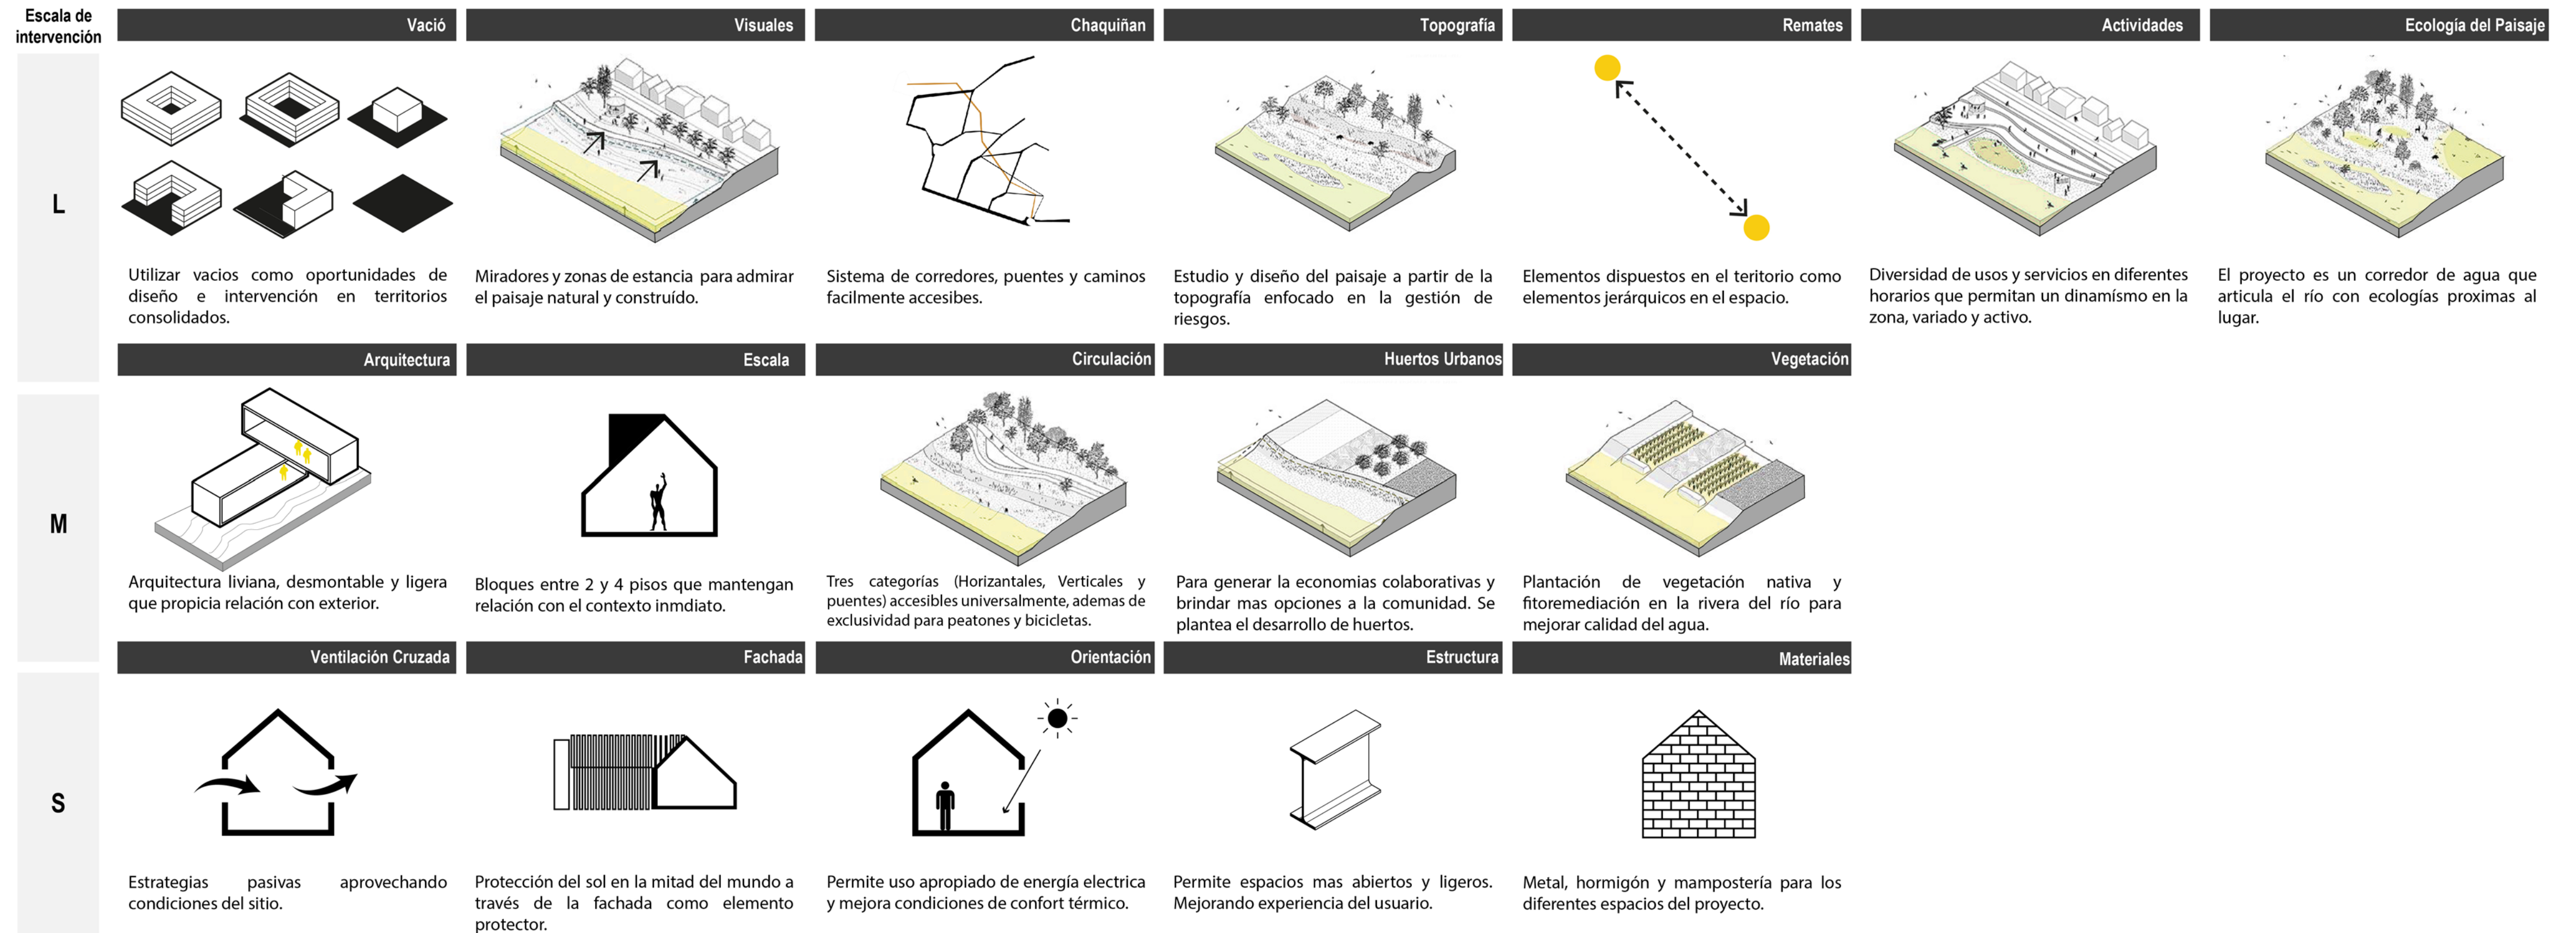 Escala de
intervención
Vació
Visuales
Chaquiñan
Topografía
Remates
Actividades
Ecología del Paisaje
L
Utilizar vacios como oportunidades de
diseño e intervención en territorios
consolidados.
Miradores y zonas de estancia para admirar
el paisaje natural y construído.
Sistema de corredores, puentes y caminos
facilmente accesibes.
Estudio y diseño del paisaje a partir de la
topografía enfocado en la gestión de
riesgos.
Elementos dispuestos en el teritorio como
elementos jerárquicos en el espacio.
Diversidad de usos y servicios en diferentes
horarios que permitan un dinamísmo en la
zona, variado y activo.
El proyecto es un corredor de agua que
articula el río con ecologías proximas al
lugar.
Arquitectura
Escala
Circulación
Huertos Urbanos
Vegetación
M
Arquitectura liviana, desmontable y ligera
que propicia relación con exterior.
Bloques entre 2 y 4 pisos que mantengan
relación con el contexto inmdiato.
Tres categorías (Horizantales, Verticales y
puentes) accesibles universalmente, ademas de
exclusividad para peatones y bicicletas.
Para generar la economias colaborativas y
brindar mas opciones a la comunidad. Se
plantea el desarrollo de huertos.
Plantación de vegetación nativa y
fitoremediación en la rivera del río para
mejorar calidad del agua.
Ventilación Cruzada
Fachada
Orientación
Estructura
Materiales
S
Estrategias pasivas aprovechando
condiciones del sitio.
Protección del sol en la mitad del mundo a
través de la fachada como elemento
protector.
Permite uso apropiado de energía electrica
y mejora condiciones de confort térmico.
Permite espacios mas abiertos y ligeros.
Mejorando experiencia del usuario.
Metal, hormigón y mampostería para los
diferentes espacios del proyecto.